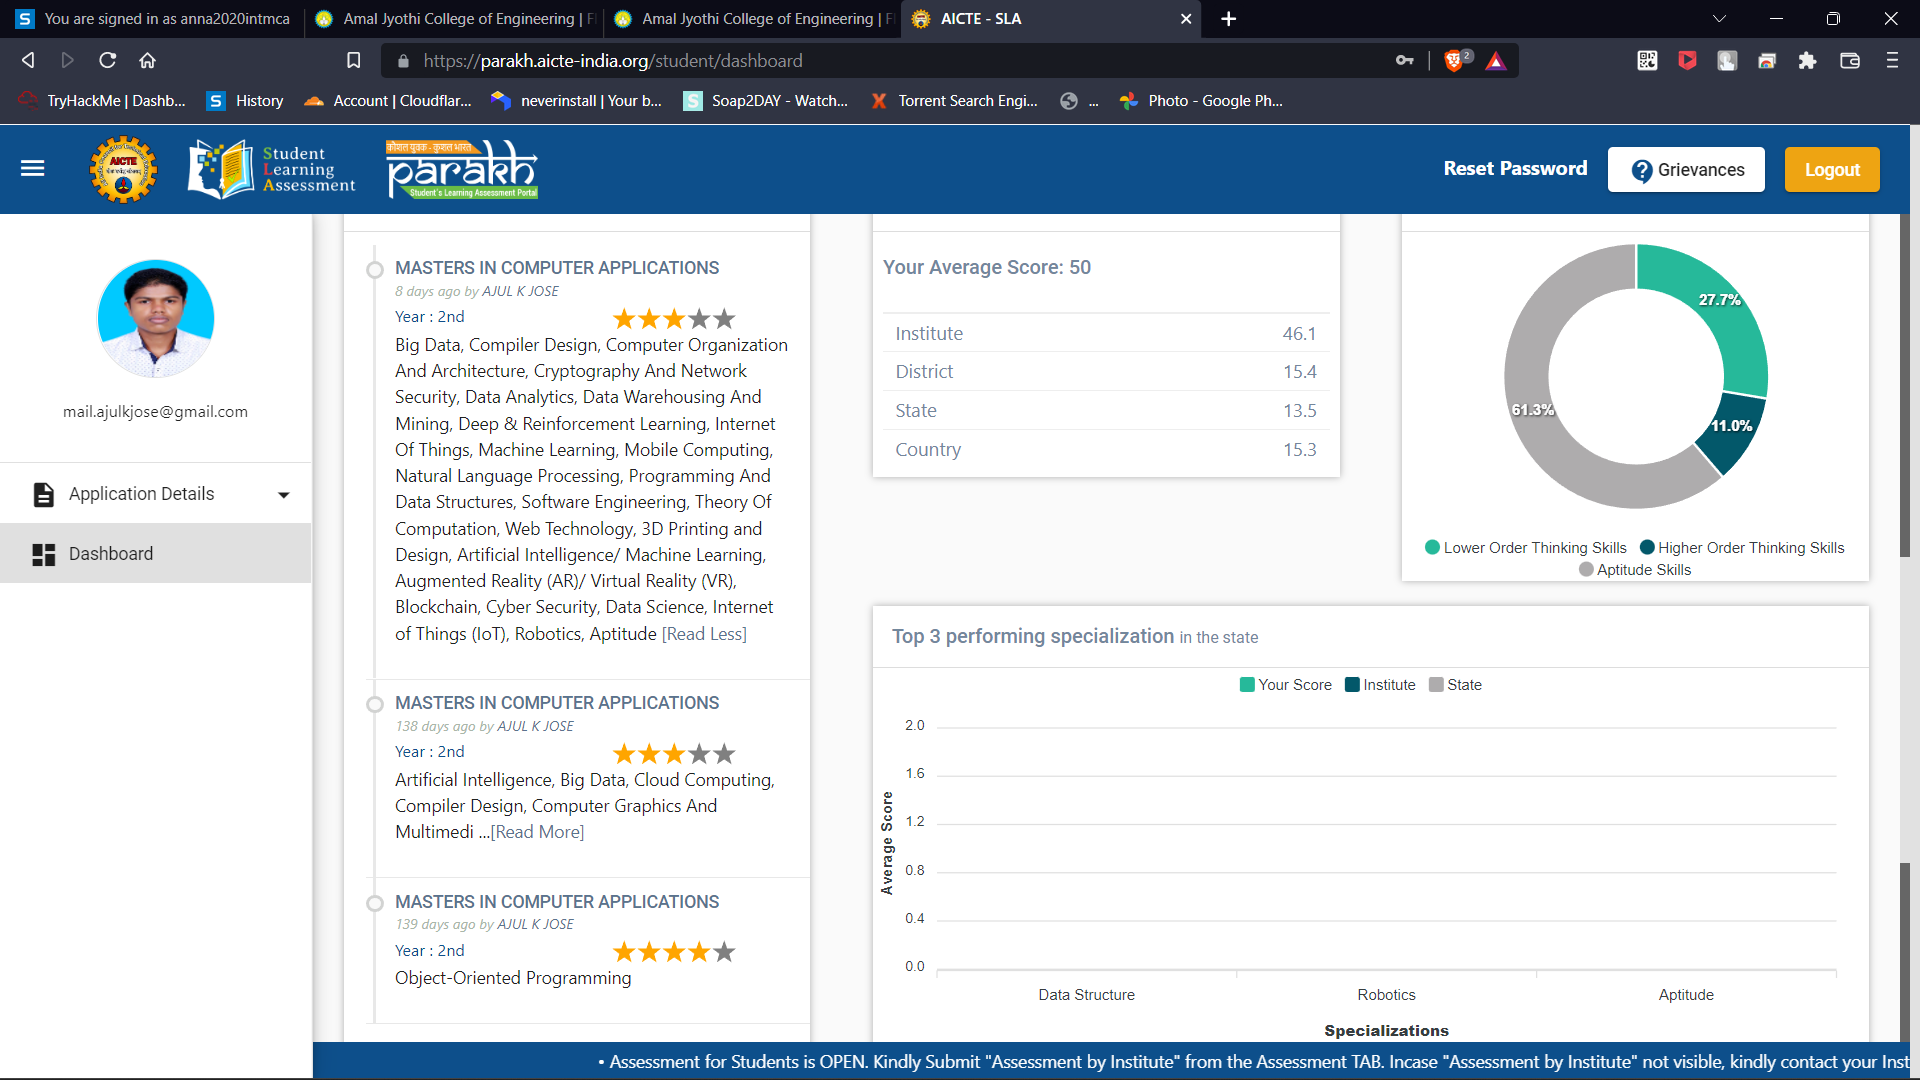 You are signed in as anna2020intmca
Amal Jyothi College of Engineering | F
Amal Jyothi College of Engineering | F
AICTE - SLA
https://parakh.aicte-india.org/student/dashboard
2
TryHackMe | Dashb...
History
Account | Cloudflar...
neverinstall | Your b...
Soap2DAY - Watch...
Torrent Search Engi...
...
Photo - Google Ph...
AICTE
Student
Learning
Assessment
कौशल युवक - कुशल भारत
parakh
Student's Learning Assessment Portal
Reset Password
Grievances
Logout
mail.ajulkjose@gmail.com
Application Details
Dashboard
MASTERS IN COMPUTER APPLICATIONS
8 days ago by AJUL K JOSE
Year : 2nd
Big Data, Compiler Design, Computer Organization
And Architecture, Cryptography And Network
Security, Data Analytics, Data Warehousing And
Mining, Deep & Reinforcement Learning, Internet
Of Things, Machine Learning, Mobile Computing,
Natural Language Processing, Programming And
Data Structures, Software Engineering, Theory Of
Computation, Web Technology, 3D Printing and
Design, Artificial Intelligence/ Machine Learning,
Augmented Reality (AR)/ Virtual Reality (VR),
Blockchain, Cyber Security, Data Science, Internet
of Things (IoT), Robotics, Aptitude [Read Less]
MASTERS IN COMPUTER APPLICATIONS
138 days ago by AJUL K JOSE
Year : 2nd
Artificial Intelligence, Big Data, Cloud Computing,
Compiler Design, Computer Graphics And
Multimedi ...[Read More]
MASTERS IN COMPUTER APPLICATIONS
139 days ago by AJUL K JOSE
Year : 2nd
Object-Oriented Programming
Your Average Score: 50
Institute 46.1
District 15.4
State 13.5
Country 15.3
27.7%
61.3%
11.0%
Lower Order Thinking Skills Higher Order Thinking Skills
Aptitude Skills
Top 3 performing specialization in the state
Your Score Institute State
2.0
1.6
1.2
0.8
0.4
0.0
Average Score
Data Structure Robotics Aptitude
Specializations
• Assessment for Students is OPEN. Kindly Submit "Assessment by Institute" from the Assessment TAB. Incase "Assessment by Institute" not visible, kindly contact your Inst